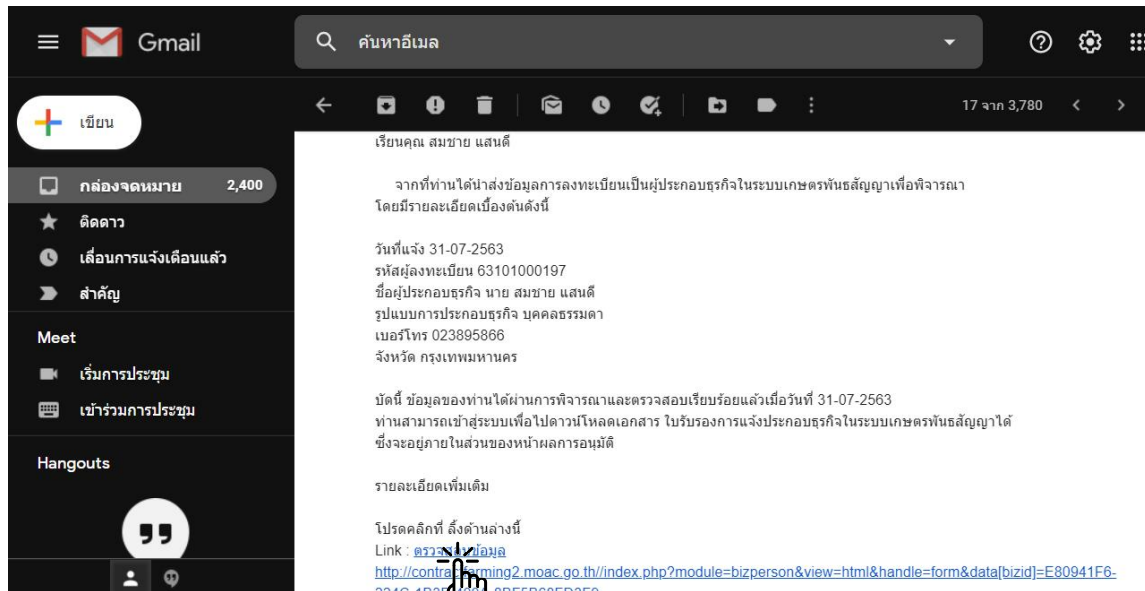 Gmail
ค้นหาอีเมล
เขียน
17 จาก 3,780
กล่องจดหมาย 2,400
ติดดาว
เลื่อนการแจ้งเตือนแล้ว
สำคัญ
Meet
เริ่มการประชุม
เข้าร่วมการประชุม
Hangouts
เรียนคุณ สมชาย แสนดี
จากที่ท่านได้นำส่งข้อมูลการลงทะเบียนเป็นผู้ประกอบธุรกิจในระบบเกษตรพันธสัญญาเพื่อพิจารณา
โดยมีรายละเอียดเบื้องต้นดังนี้
วันที่แจ้ง 31-07-2563
รหัสผู้ลงทะเบียน 63101000197
ชื่อผู้ประกอบธุรกิจ นาย สมชาย แสนดี
รูปแบบการประกอบธุรกิจ บุคคลธรรมดา
เบอร์โทร 023895866
จังหวัด กรุงเทพมหานคร
บัดนี้ ข้อมูลของท่านได้ผ่านการพิจารณาและตรวจสอบเรียบร้อยแล้วเมื่อวันที่ 31-07-2563
ท่านสามารถเข้าสู่ระบบเพื่อไปดาวน์โหลดเอกสาร ใบรับรองการแจ้งประกอบธุรกิจในระบบเกษตรพันธสัญญาได้
ซึ่งจะอยู่ภายในส่วนของหน้าผลการอนุมัติ
รายละเอียดเพิ่มเติม
โปรดคลิกที่ ลิ้งด้านล่างนี้
Link : ตรวจสอบข้อมูล
http://contractfarming2.moac.go.th//index.php?module=bizperson&view=html&handle=form&data[bizid]=E80941F6-